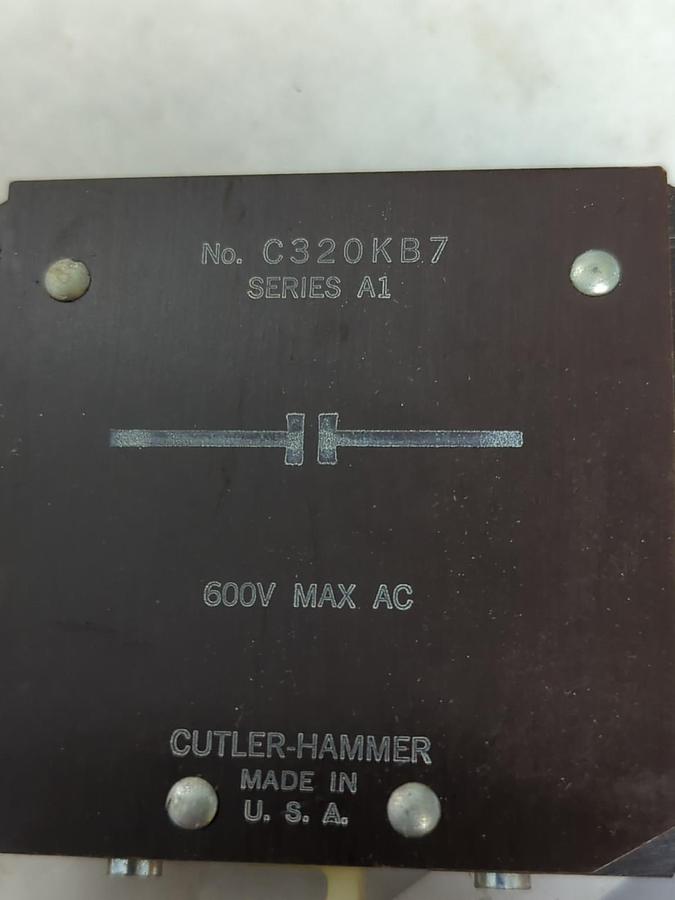 No. C320KB7
SERIES A1
600V MAX AC
CUTLER-HAMMER
MADE IN
U. S. A.